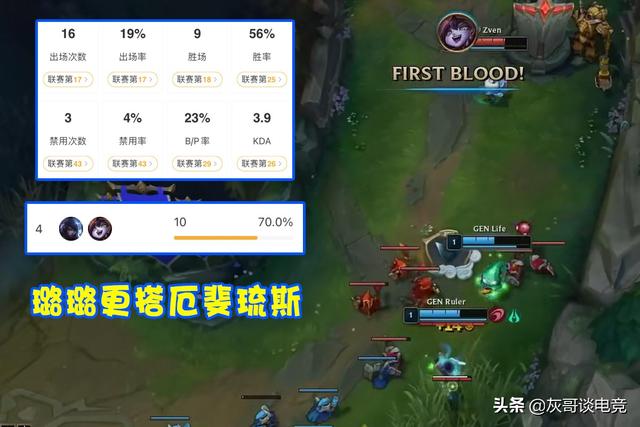 16 19% 9 56%
出场次数 出场率 胜场 胜率
联赛第17> 联赛第17> 联赛第18> 联赛第25>
3 4% 23% 3.9
禁用次数 禁用率 B/P率 KDA
联赛第43> 联赛第43> 联赛第29> 联赛第26>
4 10 70.0%
璐璐更搭厄斐琉斯
Zven
FIRST BLOOD!
2
GEN Life
1
GEN Ruler
1
+14
头条 @灰哥谈电竞